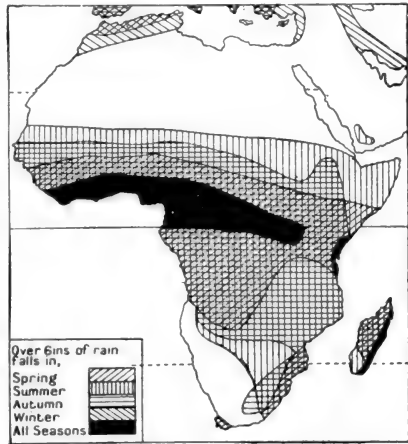 Over 6ins of rain
falls in,
Spring
Summer
Autumn
Winter
All Seasons